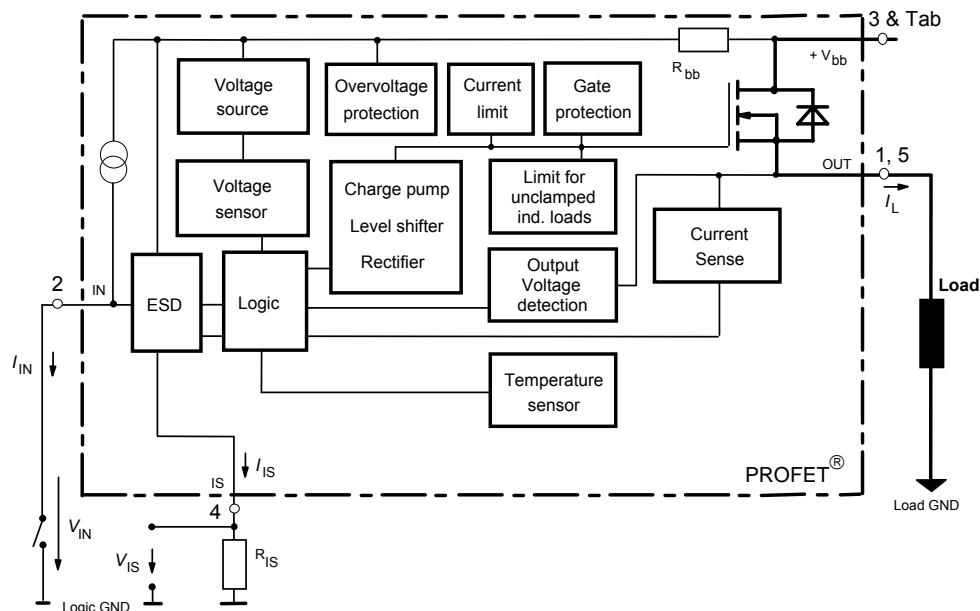 3 & Tab
R bb
+ V bb
Voltage
source
Overvoltage
protection
Current
limit
Gate
protection
Voltage
sensor
Charge pump
Level shifter
Rectifier
Limit for
unclamped
ind. loads
OUT
1, 5
I L
Current
Sense
2
IN
ESD
Logic
Output
Voltage
detection
Load
I IN
Temperature
sensor
I IS
PROFET®
IS
4
Load GND
V IN
V IS
R IS
Logic GND